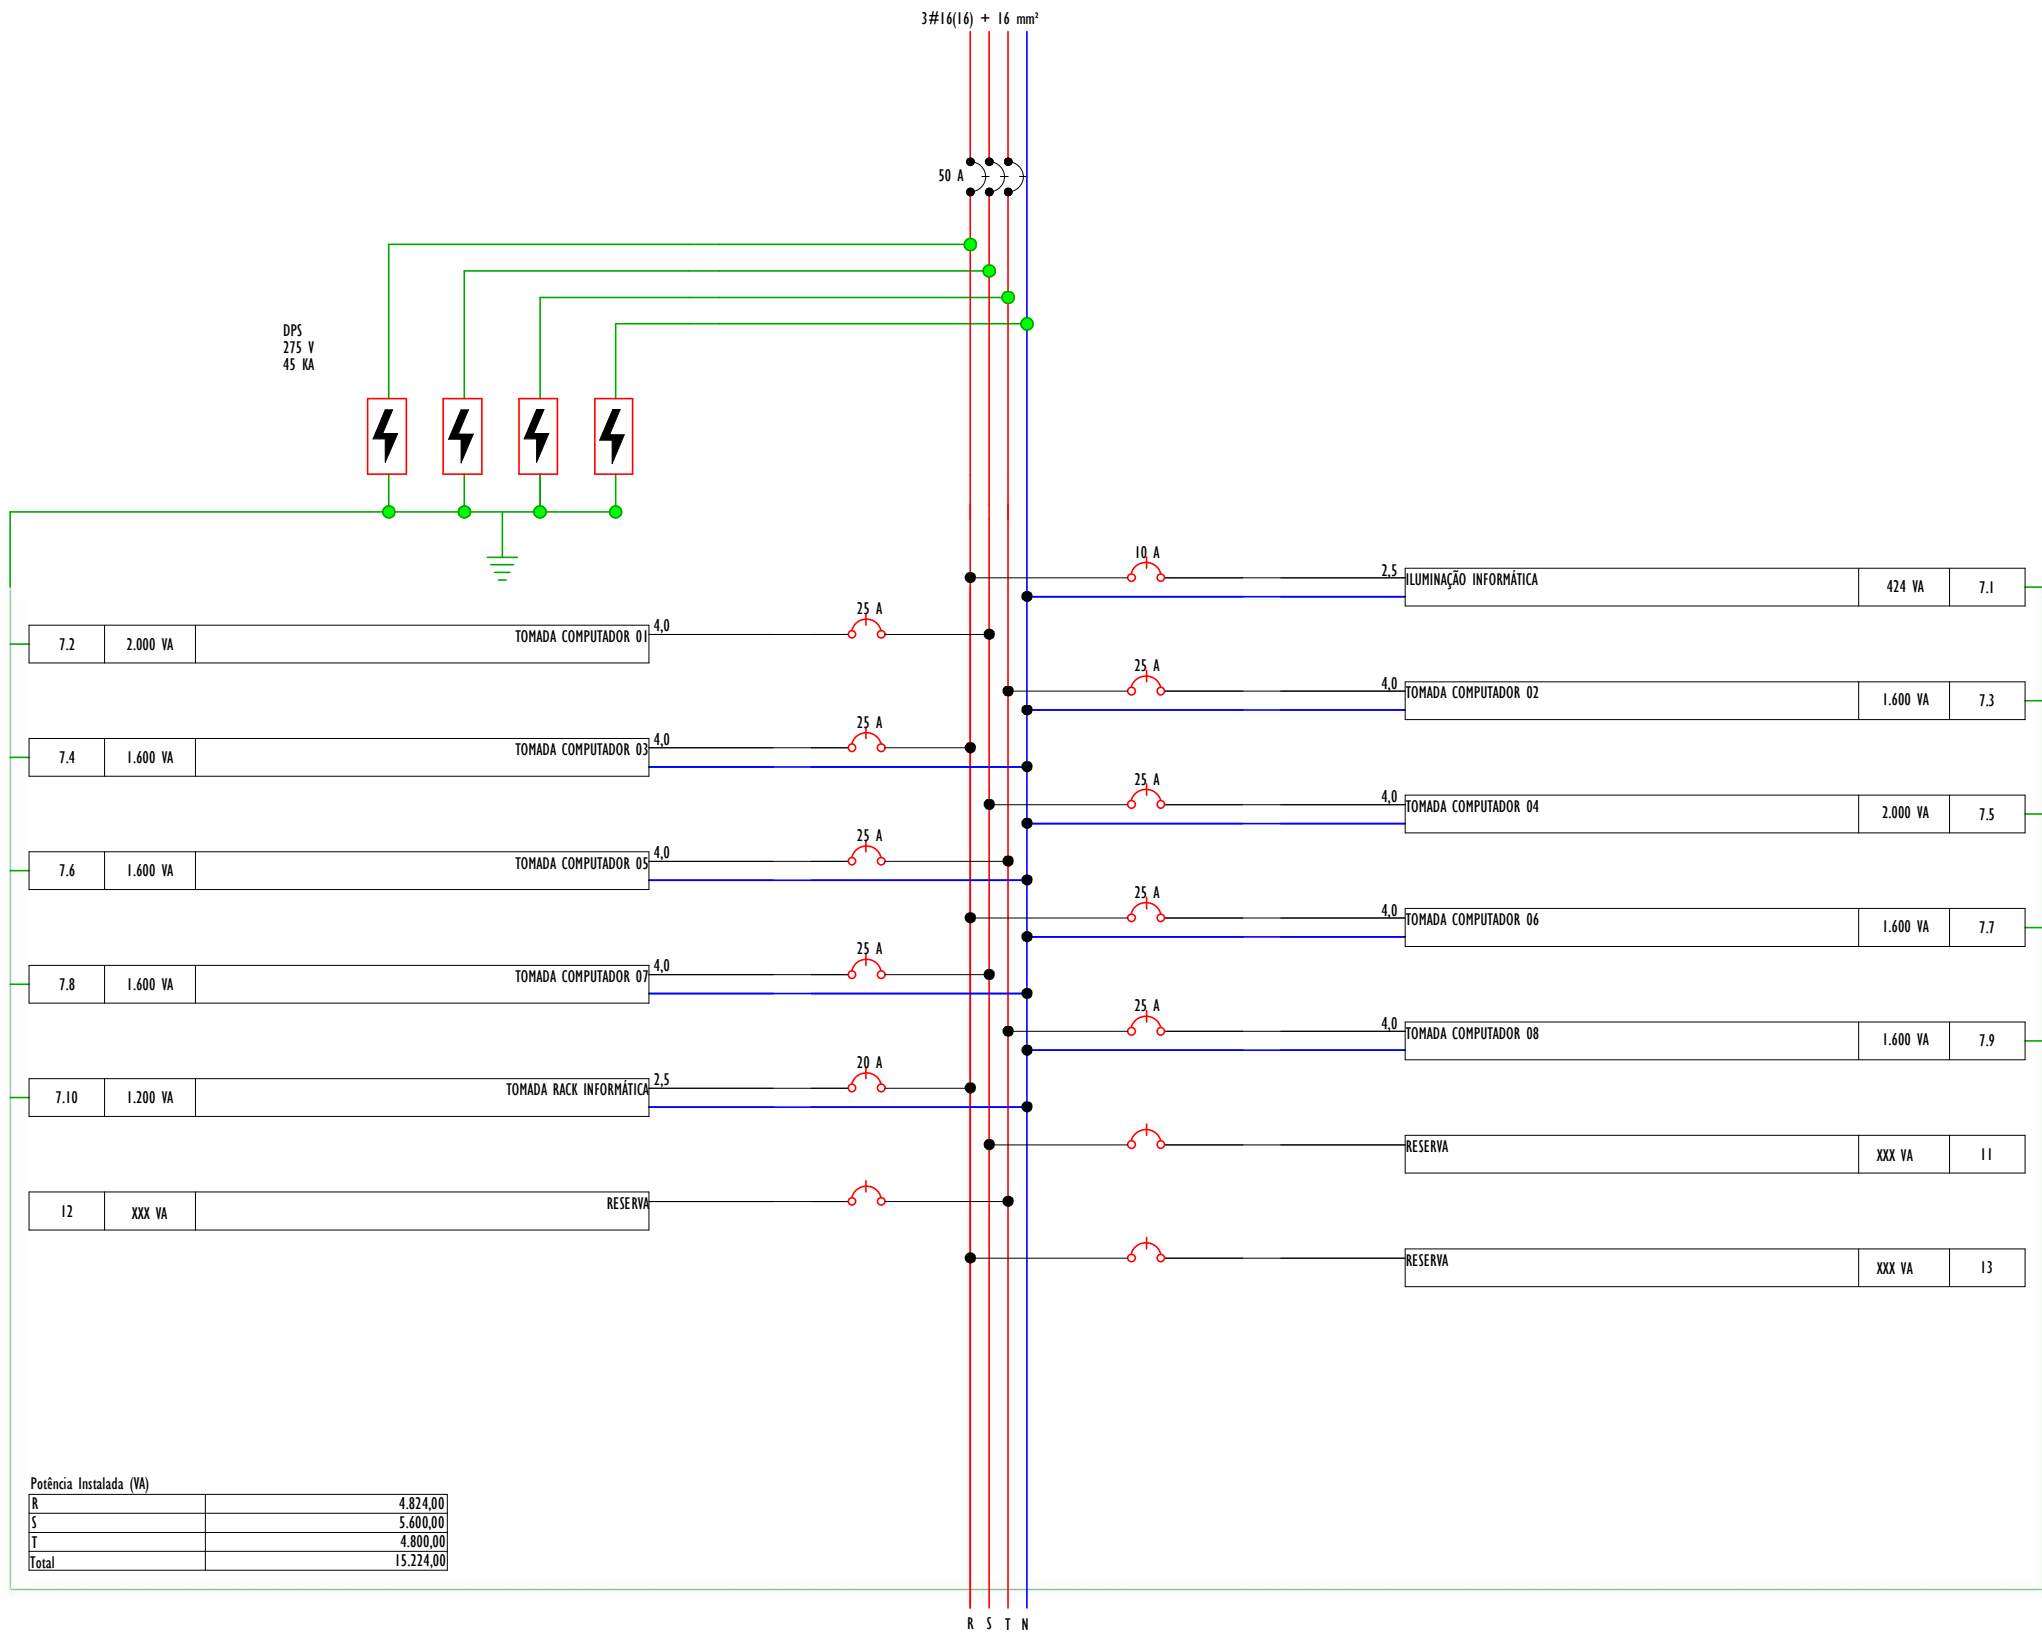 3#16(16) + 16 mm²
50 A
DPS
275 V
45 KA
10 A
2,5
ILUMINAÇÃO INFORMÁTICA 424 VA 7.1
25 A
7.2 2.000 VA TOMADA COMPUTADOR 01 4,0
25 A
4,0
TOMADA COMPUTADOR 02 1.600 VA 7.3
25 A
7.4 1.600 VA TOMADA COMPUTADOR 03 4,0
25 A
4,0
TOMADA COMPUTADOR 04 2.000 VA 7.5
25 A
7.6 1.600 VA TOMADA COMPUTADOR 05 4,0
25 A
4,0
TOMADA COMPUTADOR 06 1.600 VA 7.7
25 A
7.8 1.600 VA TOMADA COMPUTADOR 07 4,0
25 A
4,0
TOMADA COMPUTADOR 08 1.600 VA 7.9
20 A
7.10 1.200 VA TOMADA RACK INFORMÁTICA 2,5
RESERVA XXX VA 11
12 XXX VA RESERVA
RESERVA XXX VA 13
Potência Instalada (VA)
R 4.824,00
S 5.600,00
T 4.800,00
Total 15.224,00
R S T N